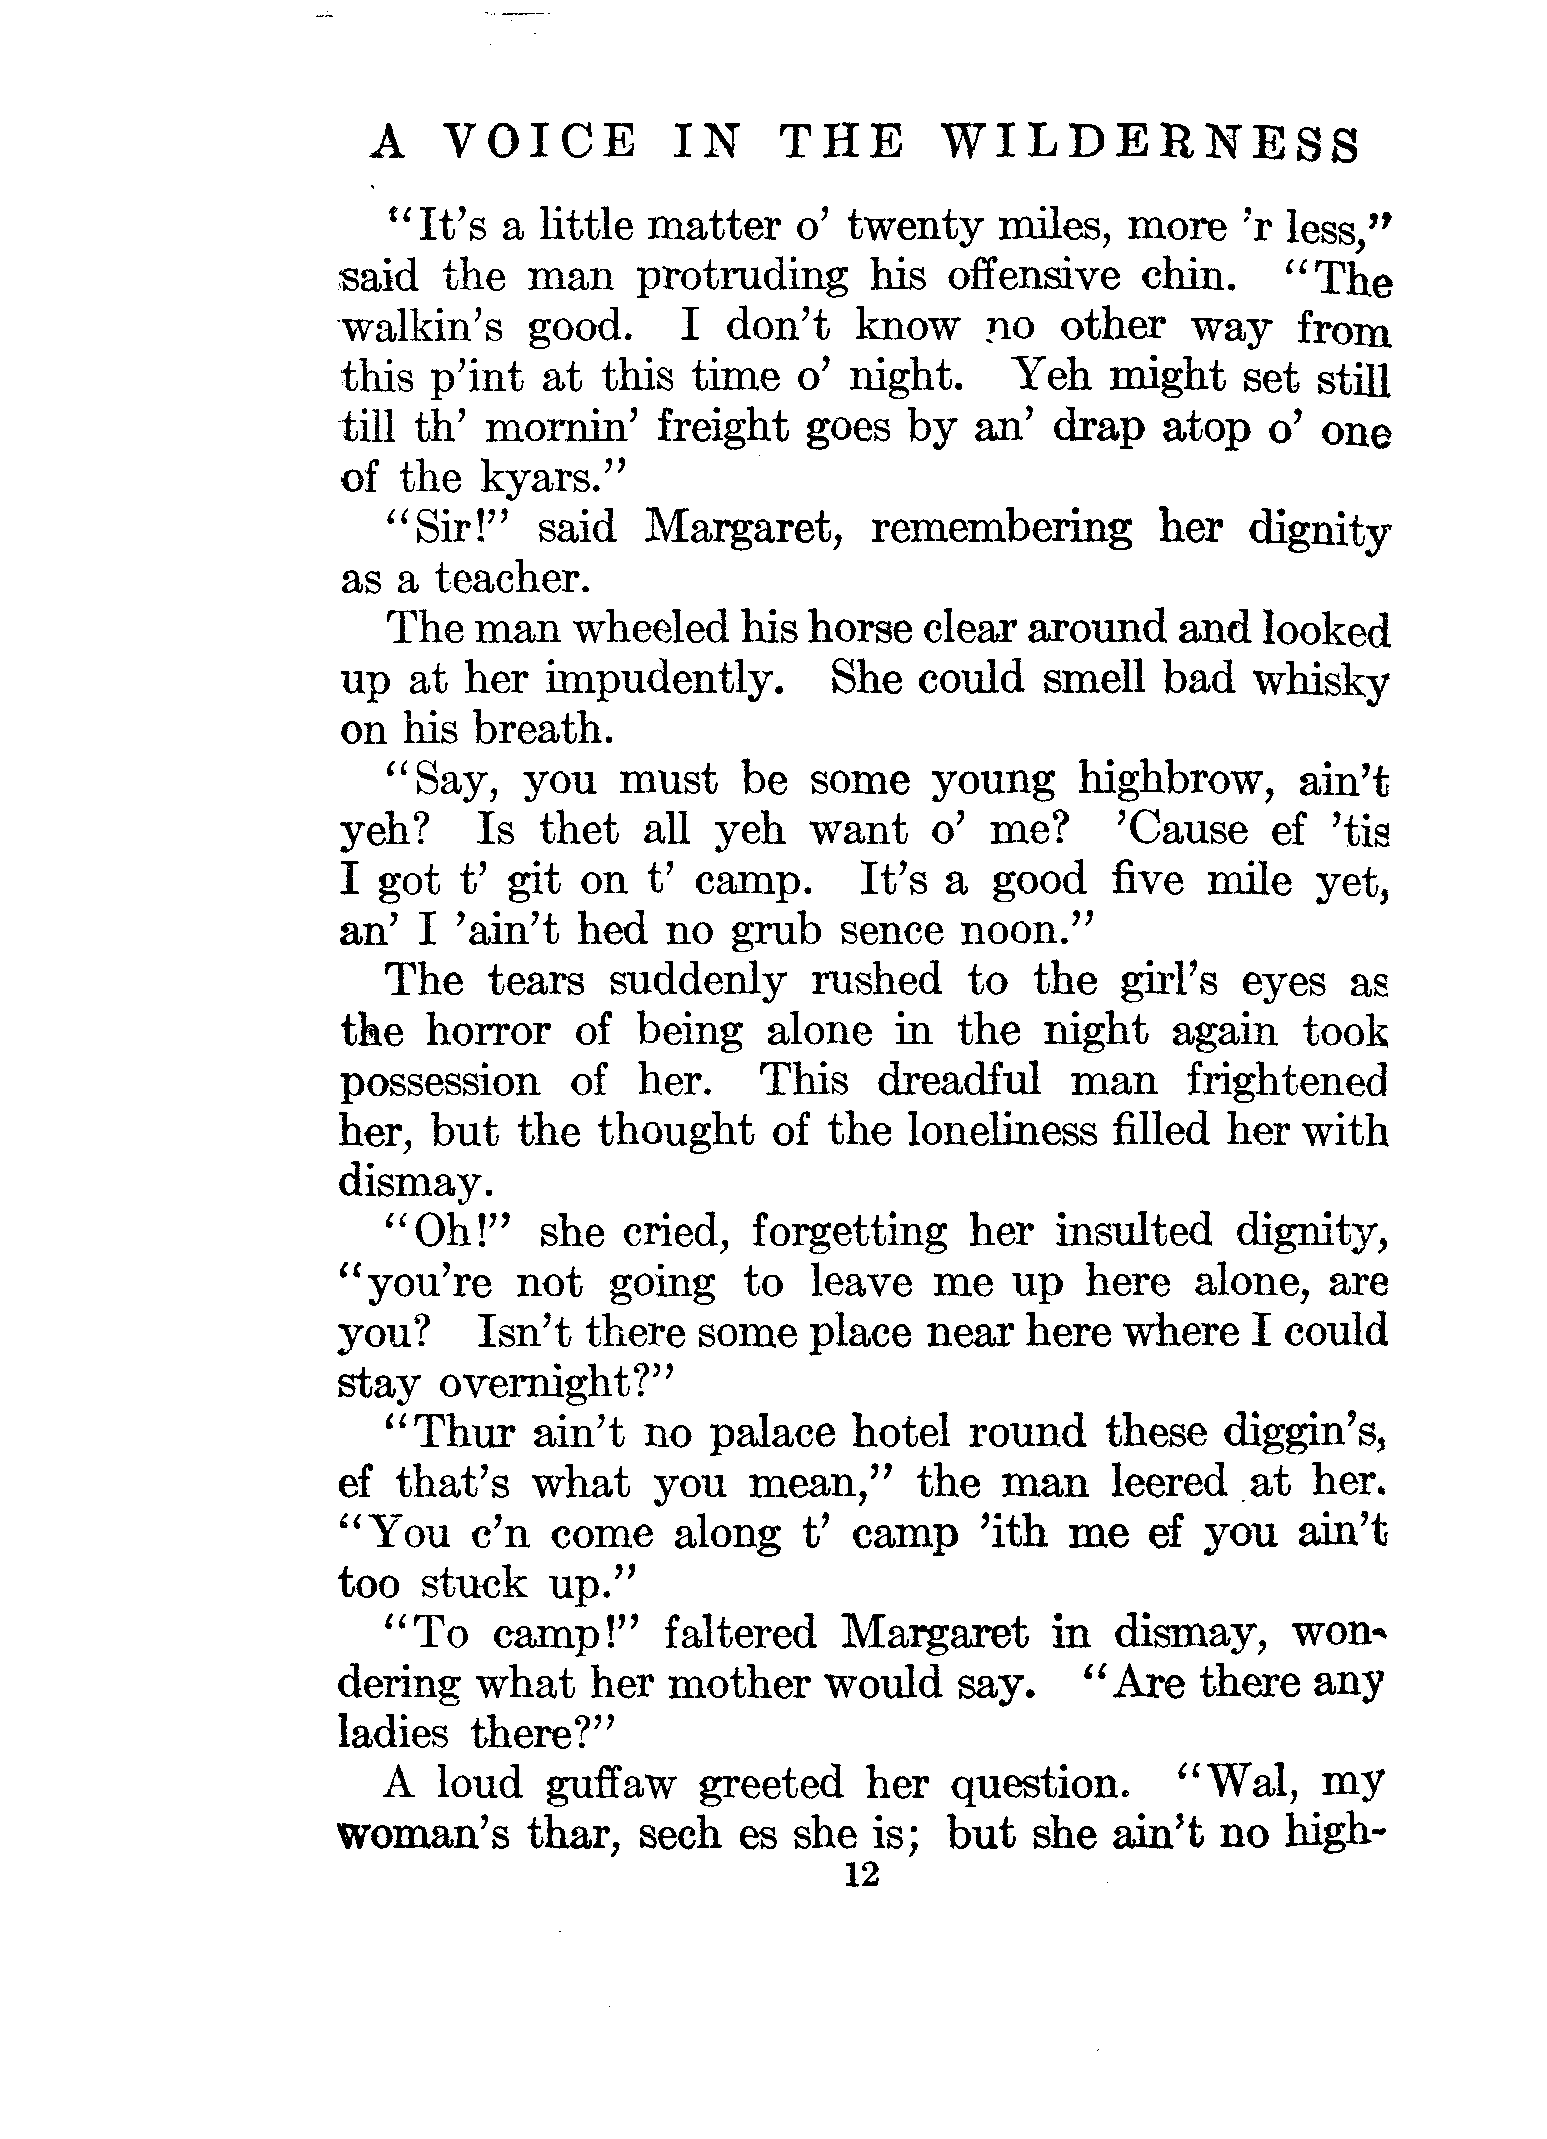 A VOICE IN THE WILDERNESS
"It's a little matter o' twenty miles, more 'r less,"
said the man protruding his offensive chin. "The
walkin's good. I don't know no other way from
this p'int at this time o' night. Yeh might set still
till th' mornin' freight goes by an' drap atop o' one
of the kyars."
"Sir!" said Margaret, remembering her dignity
as a teacher.
The man wheeled his horse clear around and looked
up at her impudently. She could smell bad whisky
on his breath.
"Say, you must be some young highbrow, ain't
yeh? Is thet all yeh want o' me? 'Cause ef 'tis
I got t' git on t' camp. It's a good five mile yet,
an' I 'ain't hed no grub sence noon."
The tears suddenly rushed to the girl's eyes as
the horror of being alone in the night again took
possession of her. This dreadful man frightened
her, but the thought of the loneliness filled her with
dismay.
"Oh!" she cried, forgetting her insulted dignity,
"you're not going to leave me up here alone, are
you? Isn't there some place near here where I could
stay overnight?"
"Thur ain't no palace hotel round these diggin's,
ef that's what you mean," the man leered at her.
"You c'n come along t' camp 'ith me ef you ain't
too stuck up."
"To camp!" faltered Margaret in dismay, won-
dering what her mother would say. "Are there any
ladies there?"
A loud guffaw greeted her question. "Wal, my
woman's thar, sech es she is; but she ain't no high-
12